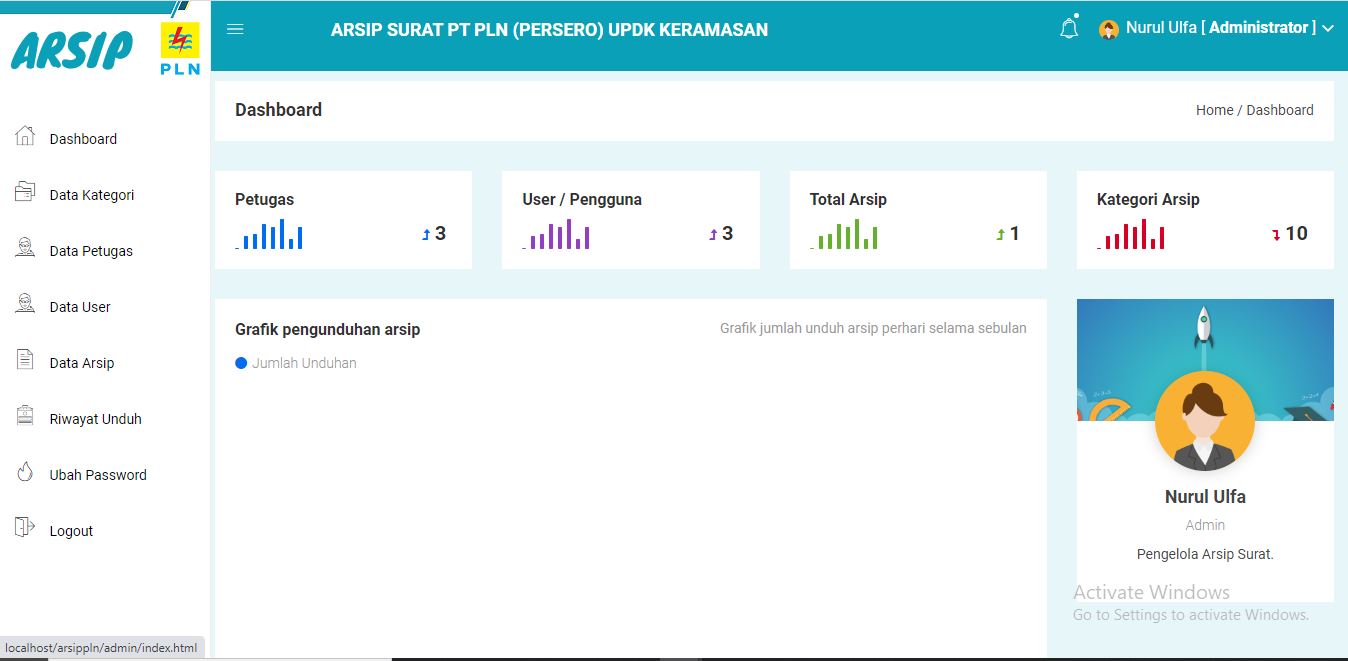 ARSIP
PLN
ARSIP SURAT PT PLN (PERSERO) UPDK KERAMASAN
Nurul Ulfa [ Administrator ]
Dashboard
Home / Dashboard
Dashboard
Data Kategori
Data Petugas
Data User
Data Arsip
Riwayat Unduh
Ubah Password
Logout
Petugas
3
User / Pengguna
3
Total Arsip
1
Kategori Arsip
10
Grafik pengunduhan arsip
Grafik jumlah unduh arsip perhari selama sebulan
Jumlah Unduhan
Nurul Ulfa
Admin
Pengelola Arsip Surat.
Activate Windows
Go to Settings to activate Windows.
localhost/arsippln/admin/index.html